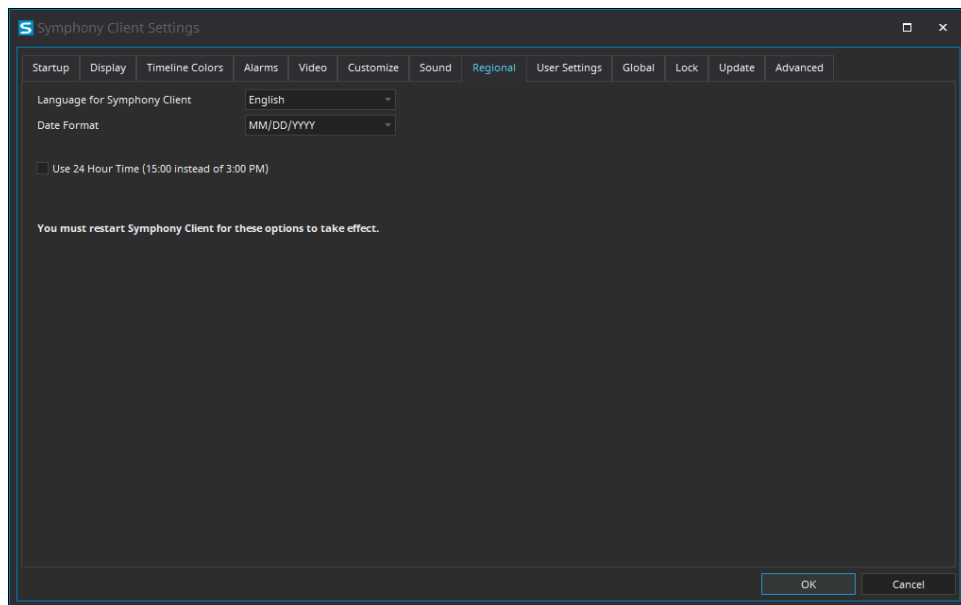 Symphony Client Settings
Startup Display Timeline Colors Alarms Video Customize Sound Regional User Settings Global Lock Update Advanced
Language for Symphony Client English
Date Format MM/DD/YYYY
Use 24 Hour Time (15:00 instead of 3:00 PM)
You must restart Symphony Client for these options to take effect.
OK Cancel